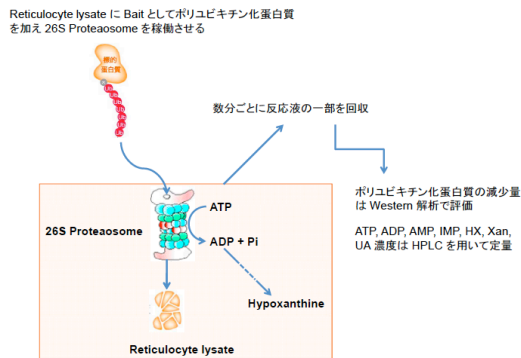 Reticulocyte lysate に Bait としてポリユビキチン化蛋白質
を加え 26S Proteaosome を稼働させる
標的
蛋白質
K
Ub
Ub
Ub
Ub
Ub
Ub
Ub
数分ごとに反応液の一部を回収
ポリユビキチン化蛋白質の減少量
は Western 解析で評価
ATP, ADP, AMP, IMP, HX, Xan,
UA 濃度は HPLC を用いて定量
26S Proteaosome
ATP
ADP + Pi
Hypoxanthine
Reticulocyte lysate